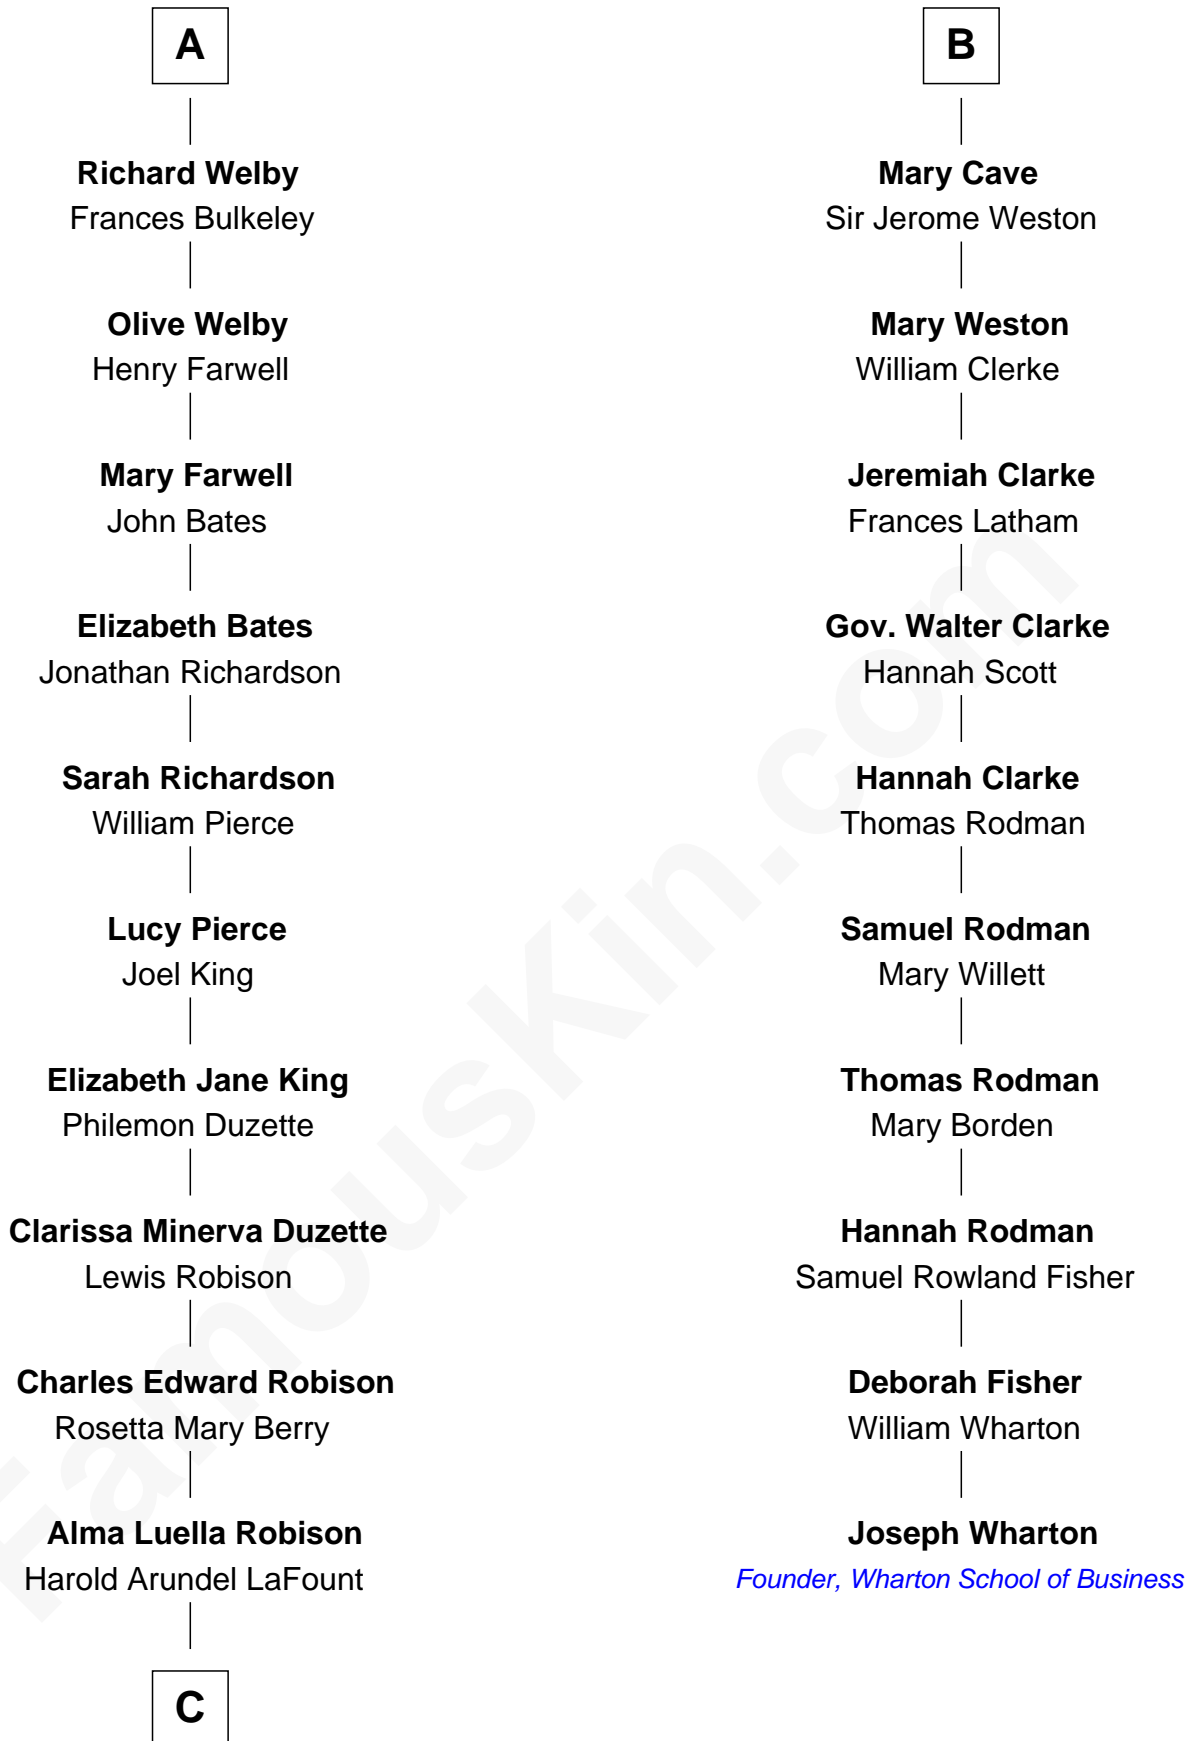 A
Richard Welby
Frances Bulkeley
Olive Welby
Henry Farwell
Mary Farwell
John Bates
Elizabeth Bates
Jonathan Richardson
Sarah Richardson
William Pierce
Lucy Pierce
Joel King
Elizabeth Jane King
Philemon Duzette
Clarissa Minerva Duzette
Lewis Robison
Charles Edward Robison
Rosetta Mary Berry
Alma Luella Robison
Harold Arundel LaFount
C
B
Mary Cave
Sir Jerome Weston
Mary Weston
William Clerke
Jeremiah Clarke
Frances Latham
Gov. Walter Clarke
Hannah Scott
Hannah Clarke
Thomas Rodman
Samuel Rodman
Mary Willett
Thomas Rodman
Mary Borden
Hannah Rodman
Samuel Rowland Fisher
Deborah Fisher
William Wharton
Joseph Wharton
Founder, Wharton School of Business
FamousKin.com